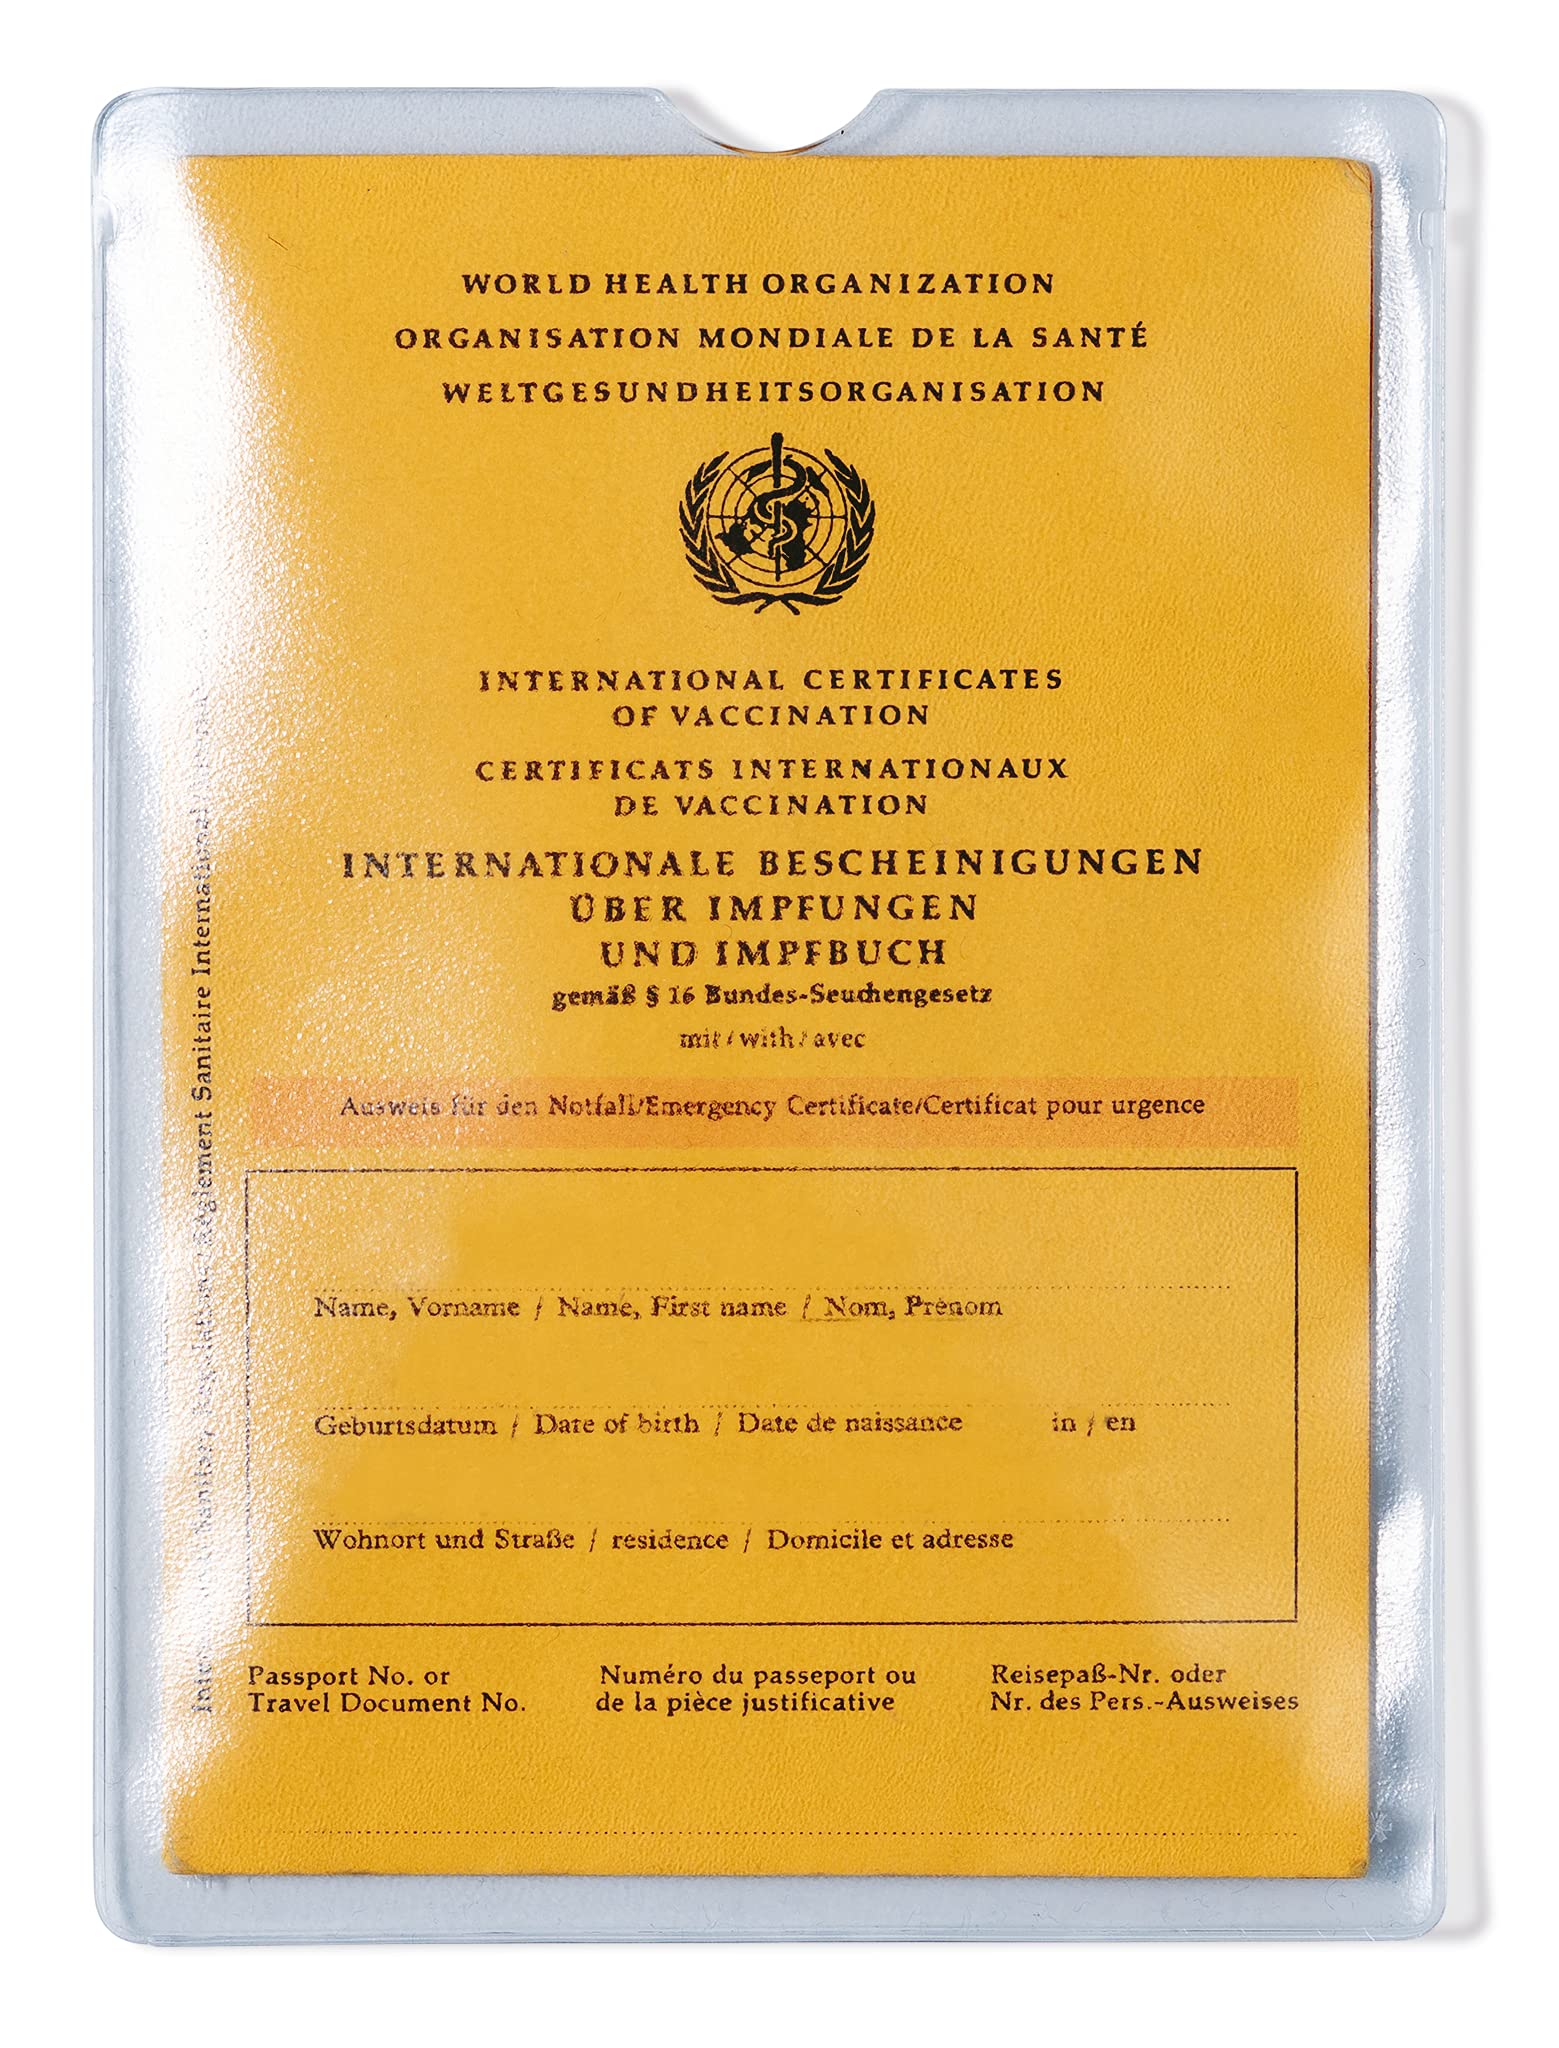 WORLD HEALTH ORGANIZATION
ORGANISATION MONDIALE DE LA SANTÉ
WELTGESUNDHEITSORGANISATION
INTERNATIONAL CERTIFICATES
OF VACCINATION
CERTIFICATS INTERNATIONAUX
DE VACCINATION
INTERNATIONALE BESCHEINIGUNGEN
ÜBER IMPFUNGEN
UND IMPFBUCH
gemäß § 16 Bundes-Seuchengesetz
mit / with / avec
Ausweis für den Notfall/Emergency Certificate/Certificat pour urgence
Name, Vorname / Name, First name / Nom, Prénom
Geburtsdatum / Date of birth / Date de naissance in / en
Wohnort und Straße / residence / Domicile et adresse
Passport No. or Numéro du passeport ou Reisepaß-Nr. oder
Travel Document No. de la pièce justificative Nr. des Pers.-Ausweises
Sanitary Regulations / Règlement Sanitaire International